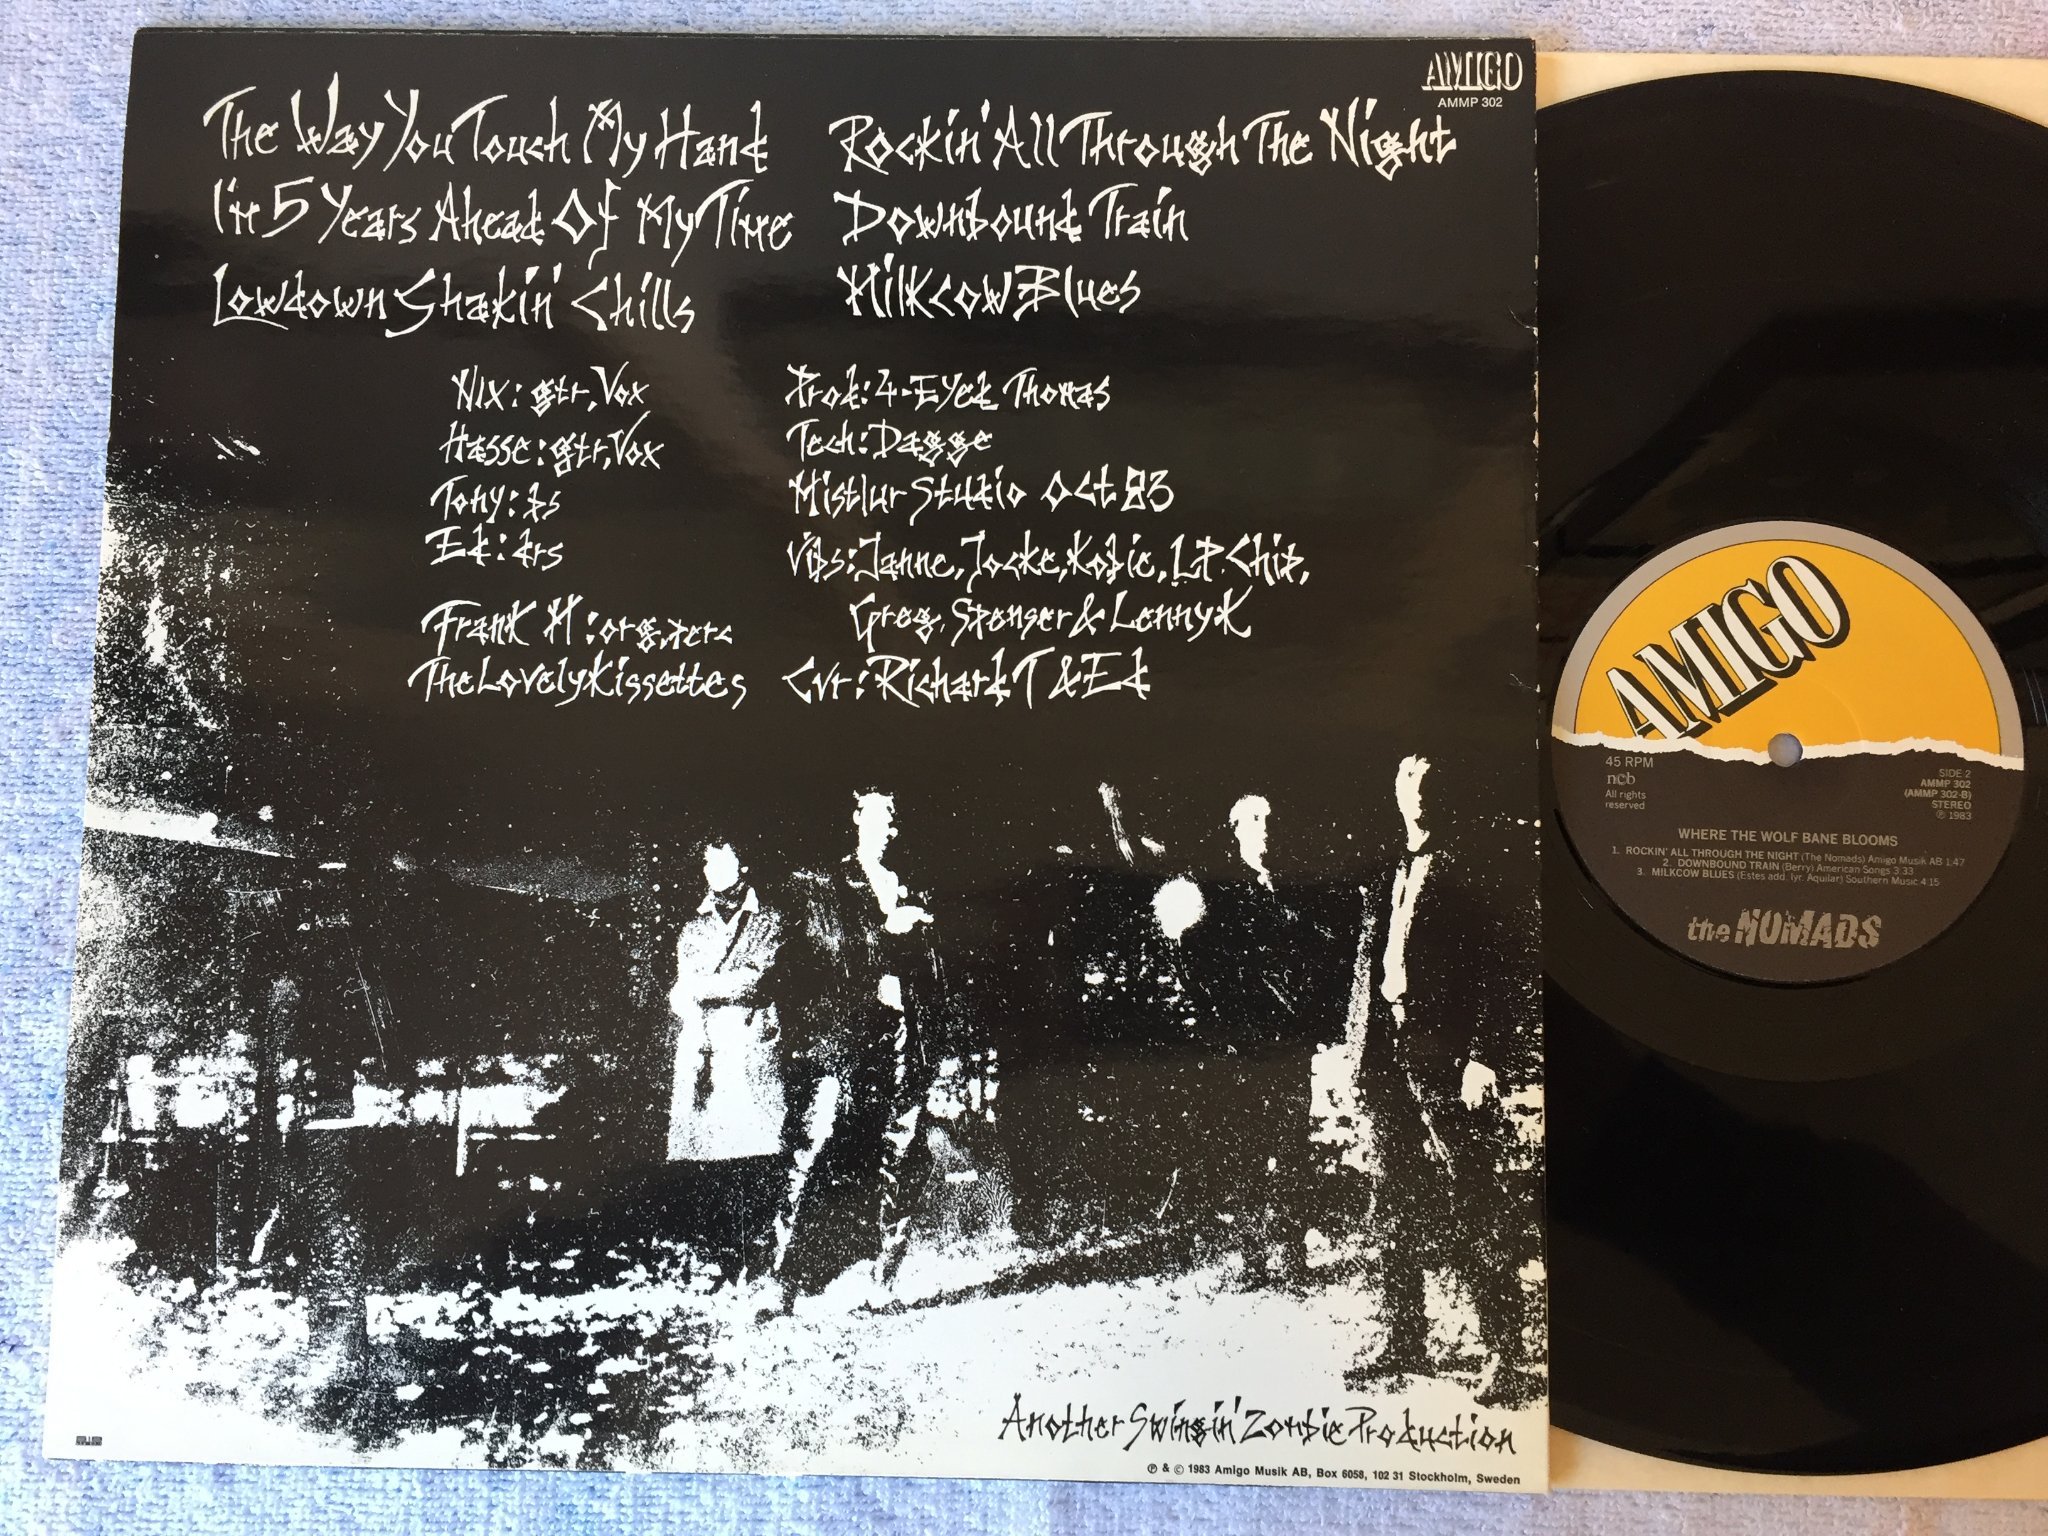 AMIGO
AMMP 302
The Way You Touch My Hand
I'm 5 Years Ahead Of My Time
Lowdown Shakin' Chills
Rockin' All Through The Night
Downbound Train
Milkcow Blues
Nix: gtr, Vox
Hasse: gtr, Vox
Tony: bs
Ed: drs
Frank M: org, perc
The Lovely Kissettes
Prod: 4-Eyed Thomas
Tech: Dagge
Mistlur Studio Oct 83
Vibs: Janne, Jocke, Kobie, LP. Chip,
Greg, Spenser & Lenny K
Cvr: Richard T & Ed
Another Swingin' Zombie Production
℗ & © 1983 Amigo Musik AB, Box 6058, 102 31 Stockholm, Sweden
AMIGO
45 RPM
ncb
All rights
reserved
SIDE 2
AMMP 302
(AMMP 302-B)
STEREO
℗ 1983
WHERE THE WOLF BANE BLOOMS
1. ROCKIN' ALL THROUGH THE NIGHT (The Nomads) Amigo Musik AB 1:47
2. DOWNBOUND TRAIN (Berry) American Songs 3:33
3. MILKCOW BLUES (Estes add. lyr. Aquilar) Southern Music 4:15
the NOMADS